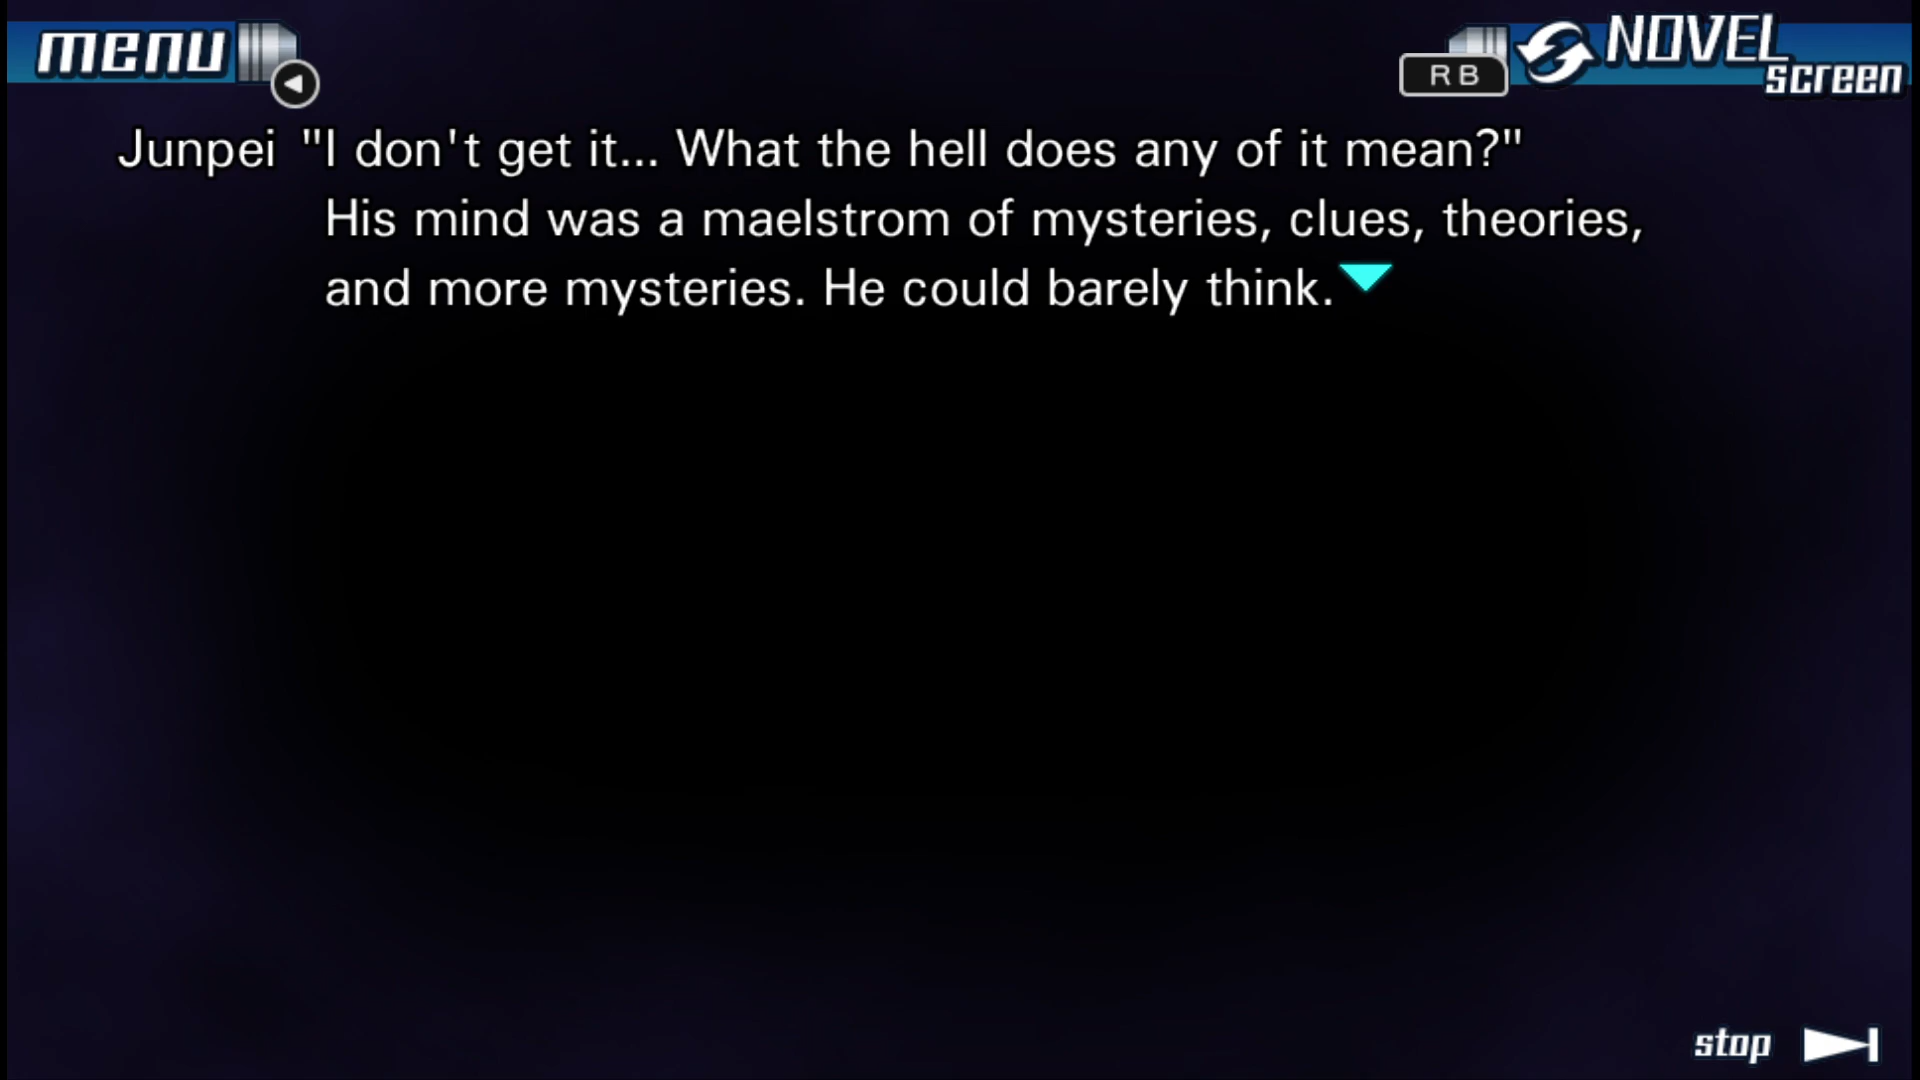 menu
RB
NOVEL
screen
Junpei "I don't get it... What the hell does any of it mean?"
His mind was a maelstrom of mysteries, clues, theories,
and more mysteries. He could barely think.
stop